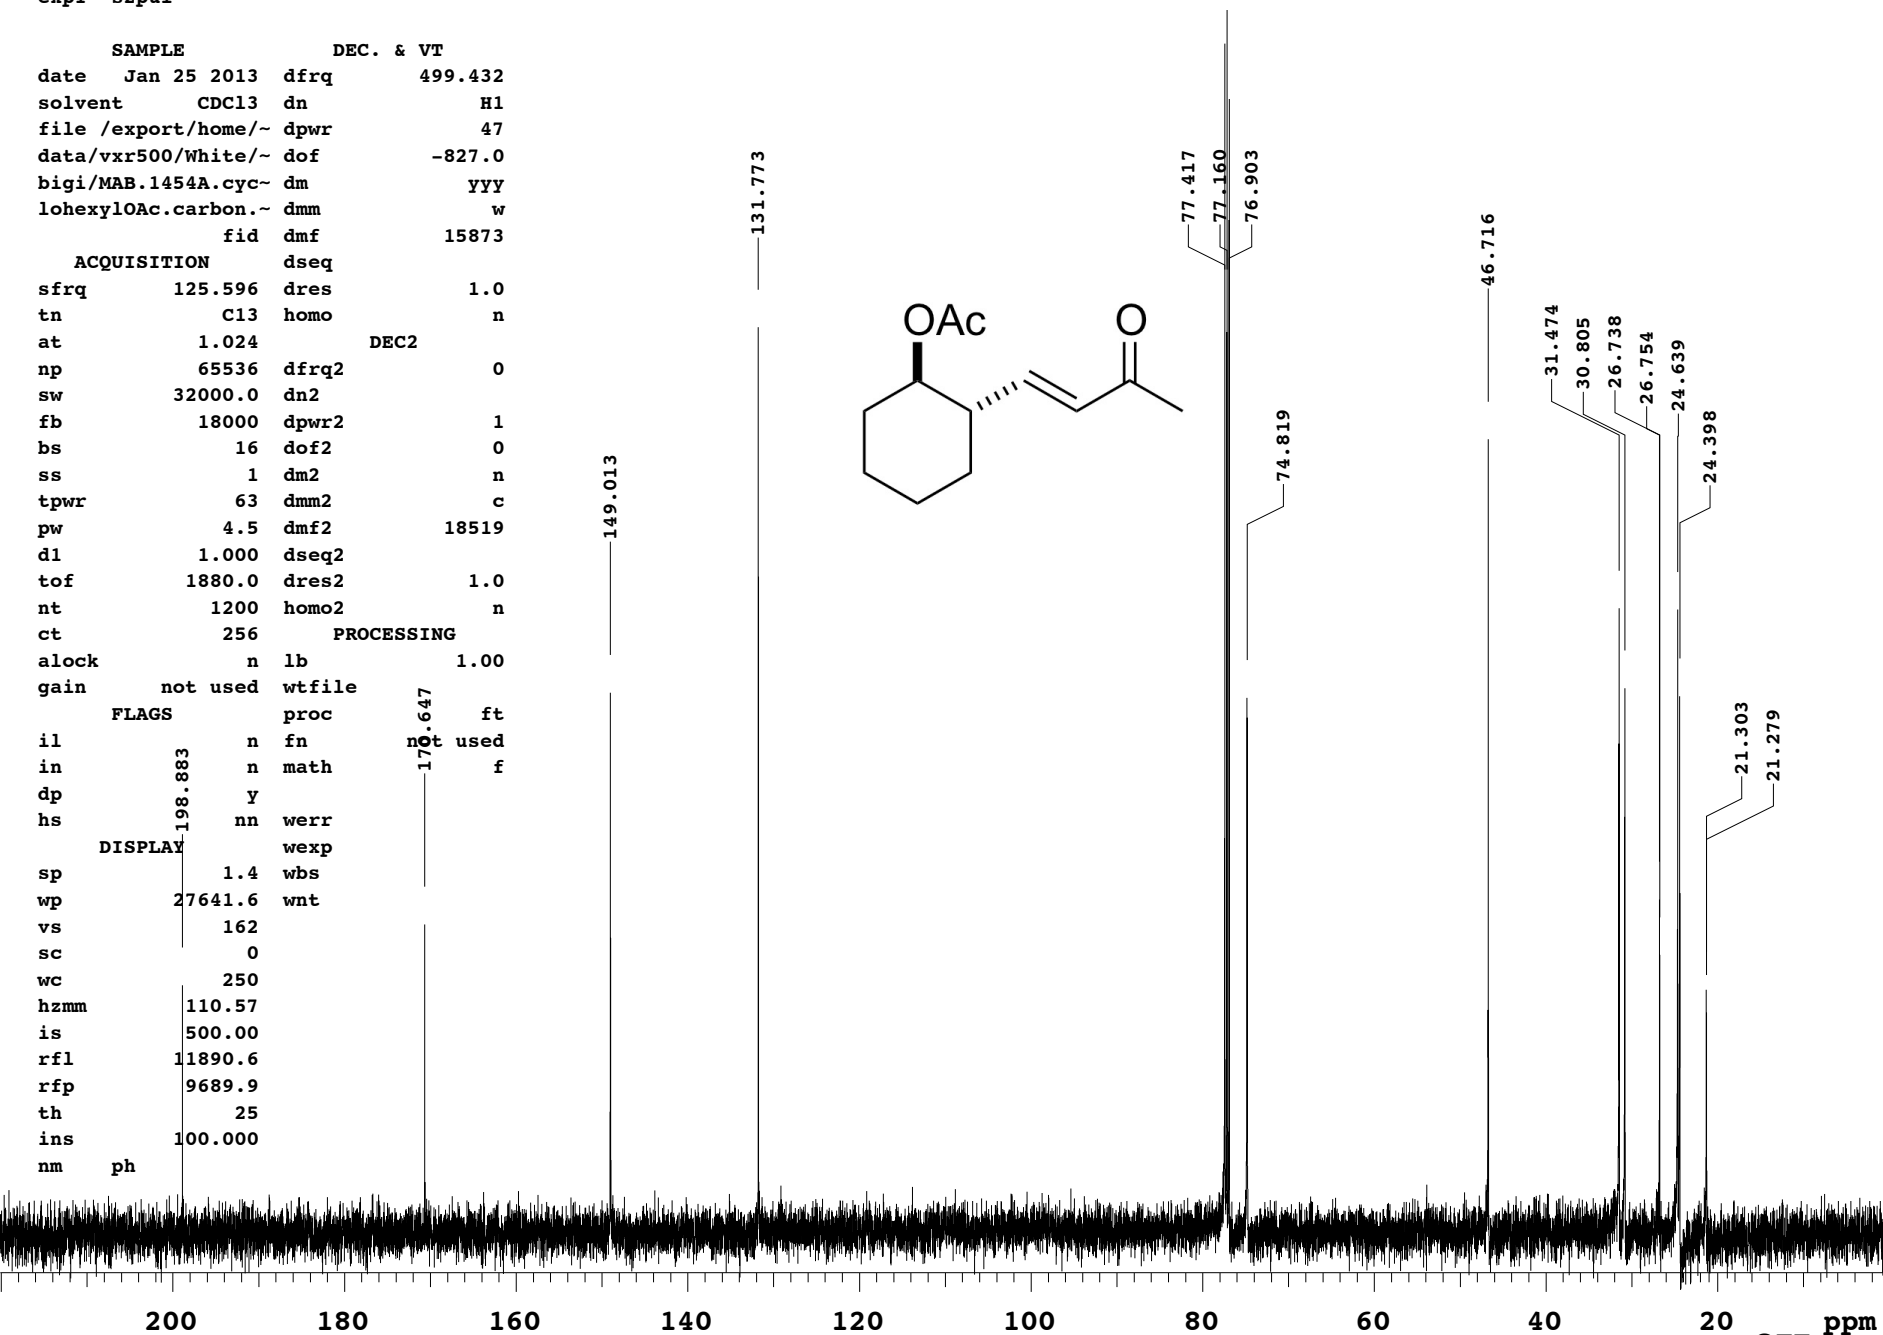 SAMPLE DEC. & VT
date Jan 25 2013 dfrq 499.432
solvent CDCl3 dn H1
file /export/home/~ dpwr 47
data/vxr500/White/~ dof -827.0
bigi/MAB.1454A.cyc~ dm yyy
lohexylOAc.carbon.~ dmm w
fid dmf 15873
ACQUISITION dseq
sfrq 125.596 dres 1.0
tn C13 homo n
at 1.024 DEC2
np 65536 dfrq2 0
sw 32000.0 dn2
fb 18000 dpwr2 1
bs 16 dof2 0
ss 1 dm2 n
tpwr 63 dmm2 c
pw 4.5 dmf2 18519
d1 1.000 dseq2
tof 1880.0 dres2 1.0
nt 1200 homo2 n
ct 256 PROCESSING
alock n lb 1.00
gain not used wtfile
FLAGS proc ft
il n fn not used
in n math f
dp y
hs nn werr
DISPLAY wexp
sp 1.4 wbs
wp 27641.6 wnt
vs 162
sc 0
wc 250
hzmm 110.57
is 500.00
rfl 11890.6
rfp 9689.9
th 25
ins 100.000
nm ph
198.883
170.647
149.013
131.773
OAc O
77.417
77.160
76.903
74.819
46.716
31.474
30.805
26.738
26.754
24.639
24.398
21.303
21.279
200 180 160 140 120 100 80 60 40 20 ppm